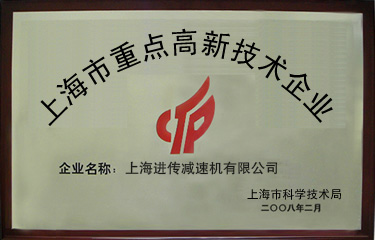 上海市重点高新技术企业
企业名称：上海进传减速机有限公司
上海市科学技术局
二〇〇八年二月